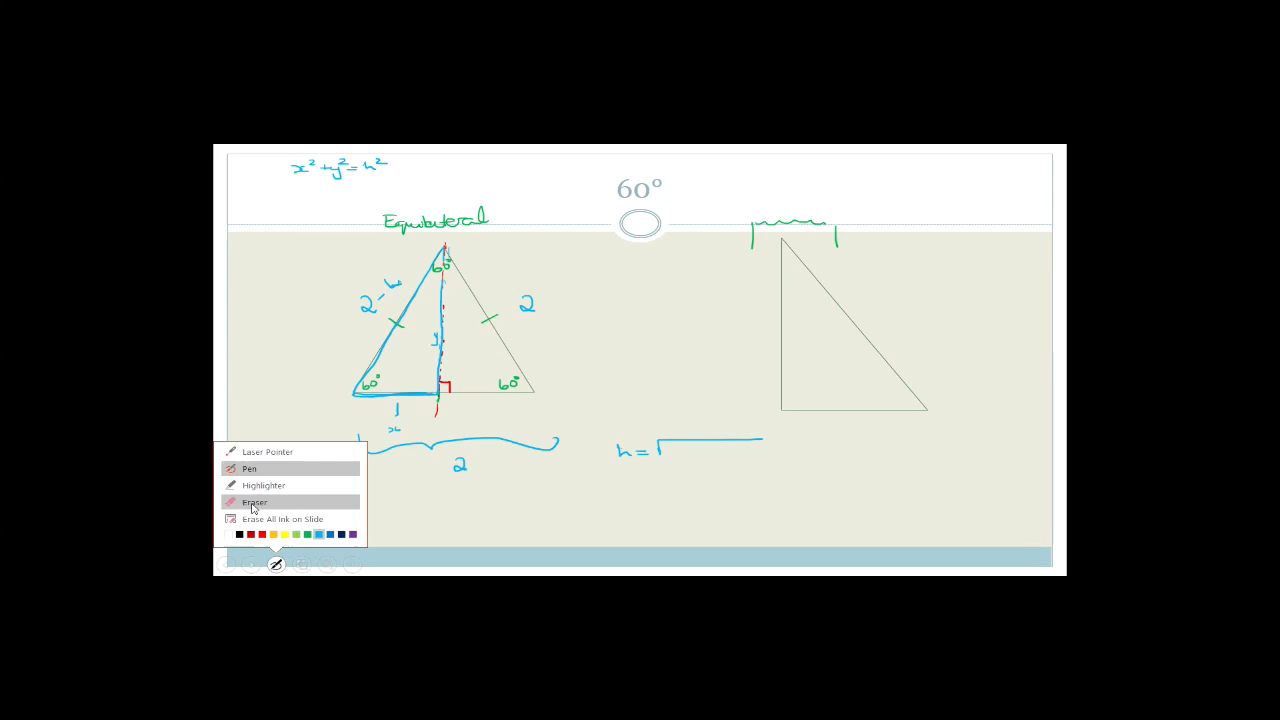 x² + y² = h²
60°
Equilateral
60°
2
h
2
y
60°
60°
1
x
2
h = √
Laser Pointer
Pen
Highlighter
Eraser
Erase All Ink on Slide